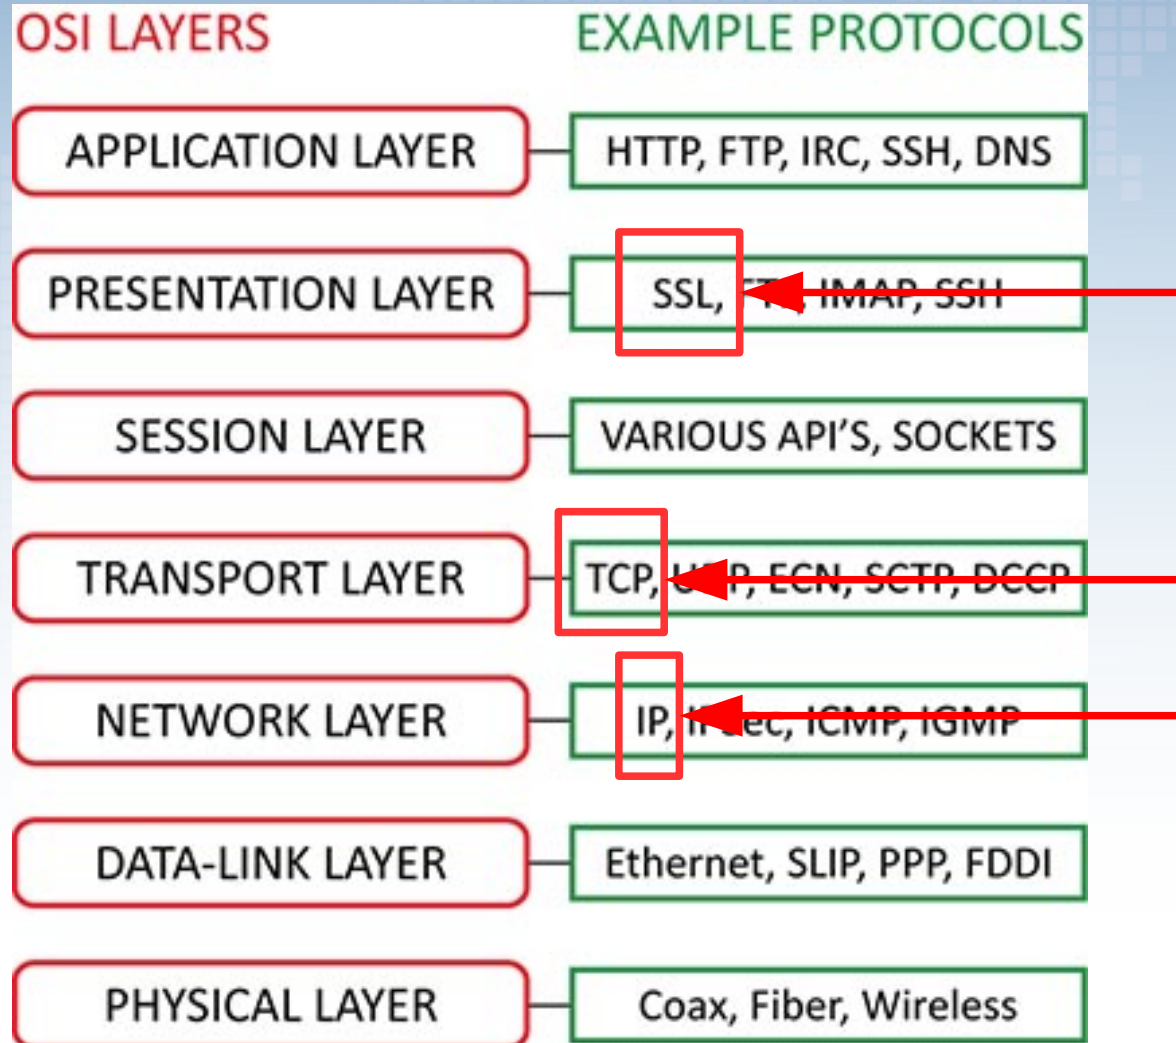 OSI LAYERS EXAMPLE PROTOCOLS
APPLICATION LAYER HTTP, FTP, IRC, SSH, DNS
PRESENTATION LAYER SSL, IMAP, SSH
SESSION LAYER VARIOUS API'S, SOCKETS
TRANSPORT LAYER TCP, ECN, SCTP, DCCP
NETWORK LAYER IP, IPsec, ICMP, IGMP
DATA-LINK LAYER Ethernet, SLIP, PPP, FDDI
PHYSICAL LAYER Coax, Fiber, Wireless